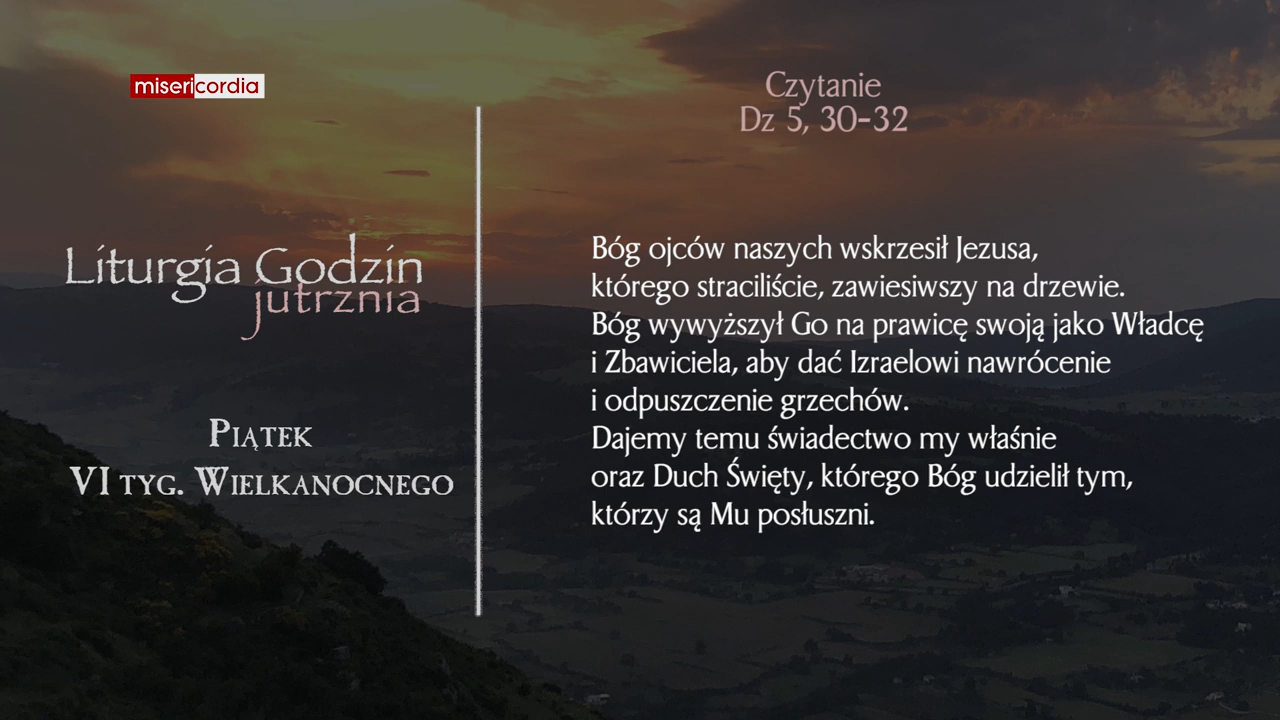 misericordia
Liturgia Godzin
jutrznia
Piątek
VI tyg. Wielkanocnego
Czytanie
Dz 5, 30-32
Bóg ojców naszych wskrzesił Jezusa,
którego straciliście, zawiesiwszy na drzewie.
Bóg wywyższył Go na prawicę swoją jako Władcę
i Zbawiciela, aby dać Izraelowi nawrócenie
i odpuszczenie grzechów.
Dajemy temu świadectwo my właśnie
oraz Duch Święty, którego Bóg udzielił tym,
którzy są Mu posłuszni.